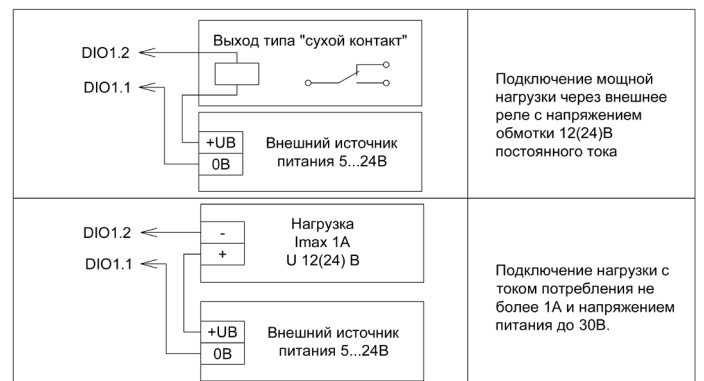 Выход типа "сухой контакт"
DIO1.2
DIO1.1
+UB
0В
Внешний источник
питания 5...24В
Подключение мощной
нагрузки через внешнее
реле с напряжением
обмотки 12(24)В
постоянного тока
DIO1.2
DIO1.1
-
+
Нагрузка
Imax 1А
U 12(24) В
+UB
0В
Внешний источник
питания 5...24В
Подключение нагрузки с
током потребления не
более 1А и напряжением
питания до 30В.